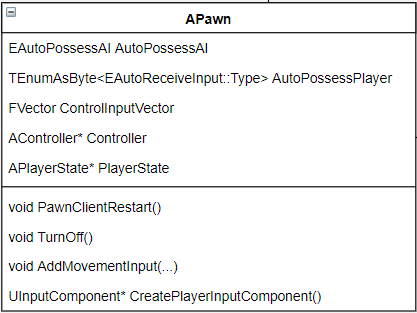 APawn
EAutoPossessAI AutoPossessAI
TEnumAsByte<EAutoReceiveInput::Type> AutoPossessPlayer
FVector ControlInputVector
AController* Controller
APlayerState* PlayerState
void PawnClientRestart()
void TurnOff()
void AddMovementInput(...)
UInputComponent* CreatePlayerInputComponent()